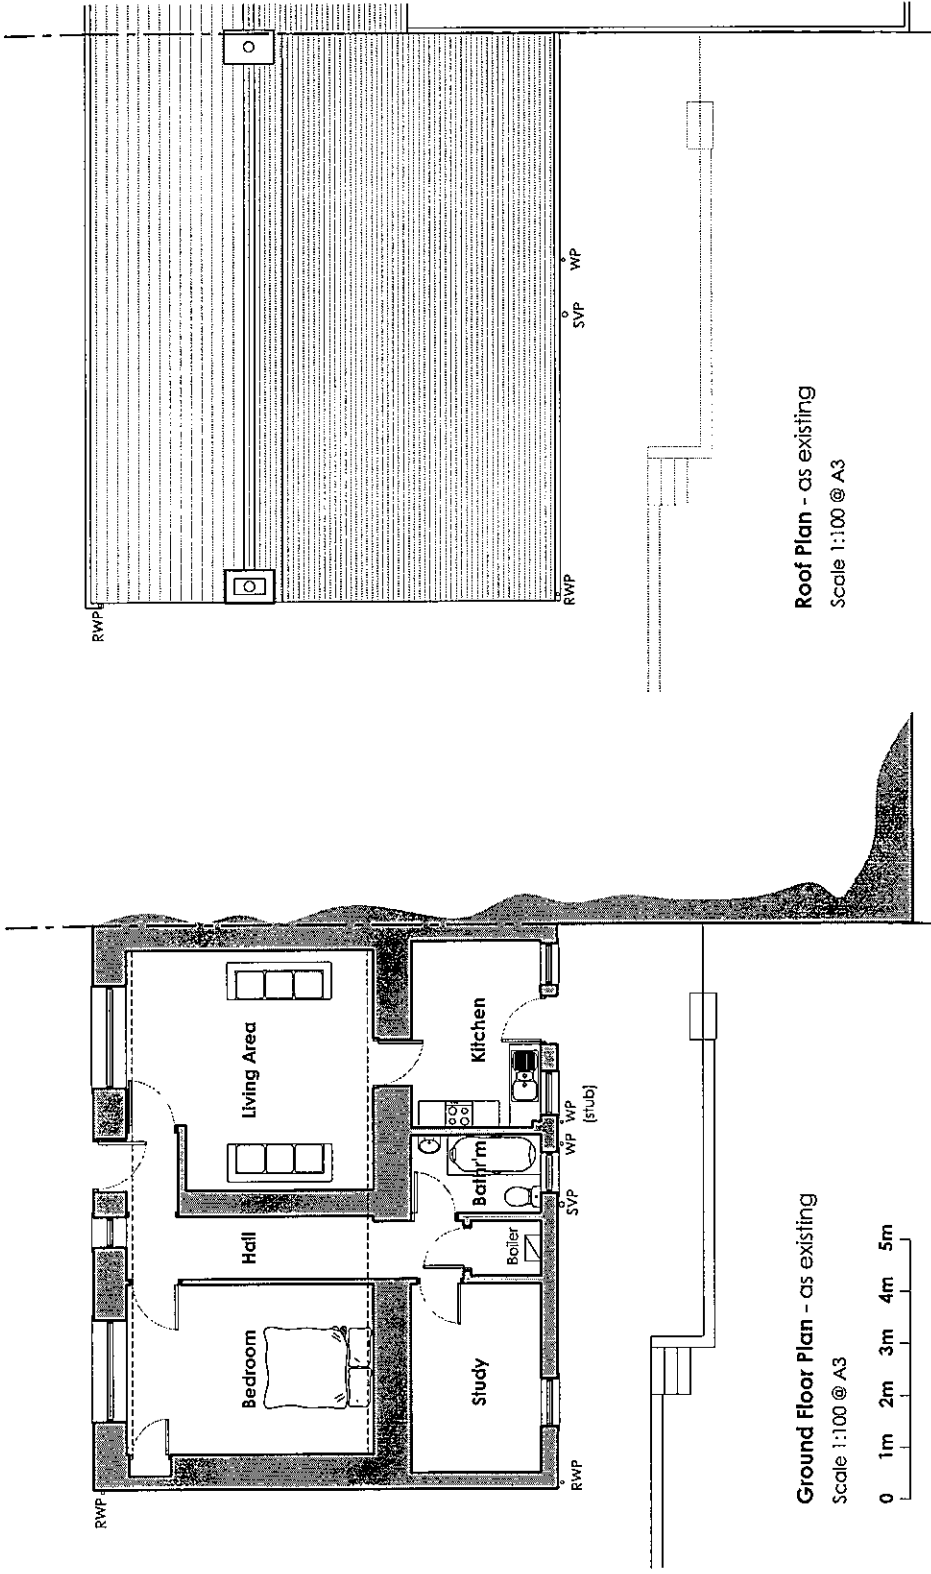 RWP
Bedroom
Hall
Living Area
Study
Boiler
Bathr'm
Kitchen
RWP
SVP
WP
WP
(stub)
Ground Floor Plan - as existing
Scale 1:100 @ A3
0 1m 2m 3m 4m 5m
RWP
RWP
SVP
WP
Roof Plan - as existing
Scale 1:100 @ A3